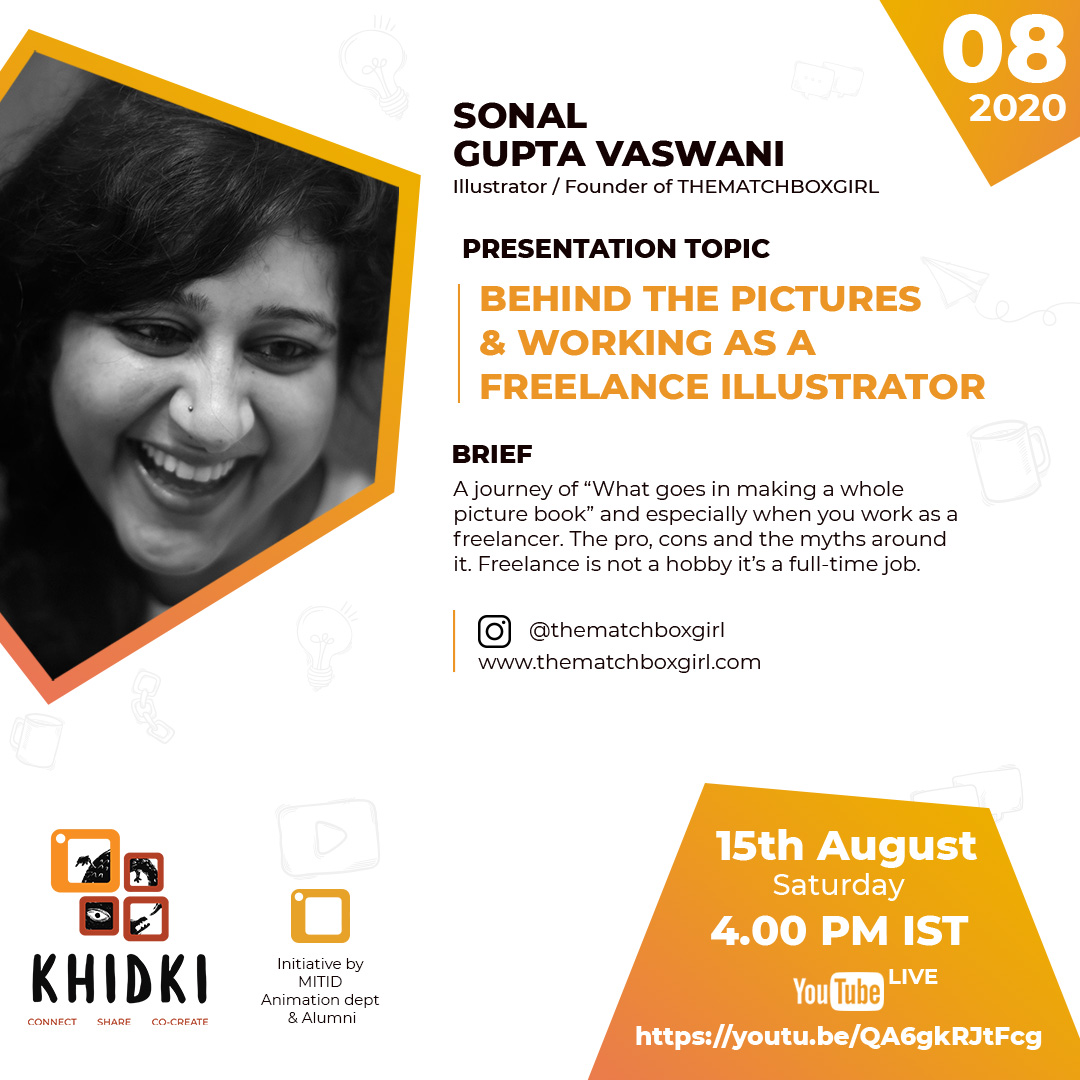 08
2020
SONAL
GUPTA VASWANI
Illustrator / Founder of THEMATCHBOXGIRL
PRESENTATION TOPIC
BEHIND THE PICTURES
& WORKING AS A
FREELANCE ILLUSTRATOR
BRIEF
A journey of “What goes in making a whole
picture book” and especially when you work as a
freelancer. The pro, cons and the myths around
it. Freelance is not a hobby it’s a full-time job.
@thematchboxgirl
www.thematchboxgirl.com
KHIDKI
CONNECT SHARE CO-CREATE
Initiative by
MITID
Animation dept
& Alumni
15th August
Saturday
4.00 PM IST
YouTube LIVE
https://youtu.be/QA6gkRJtFcg